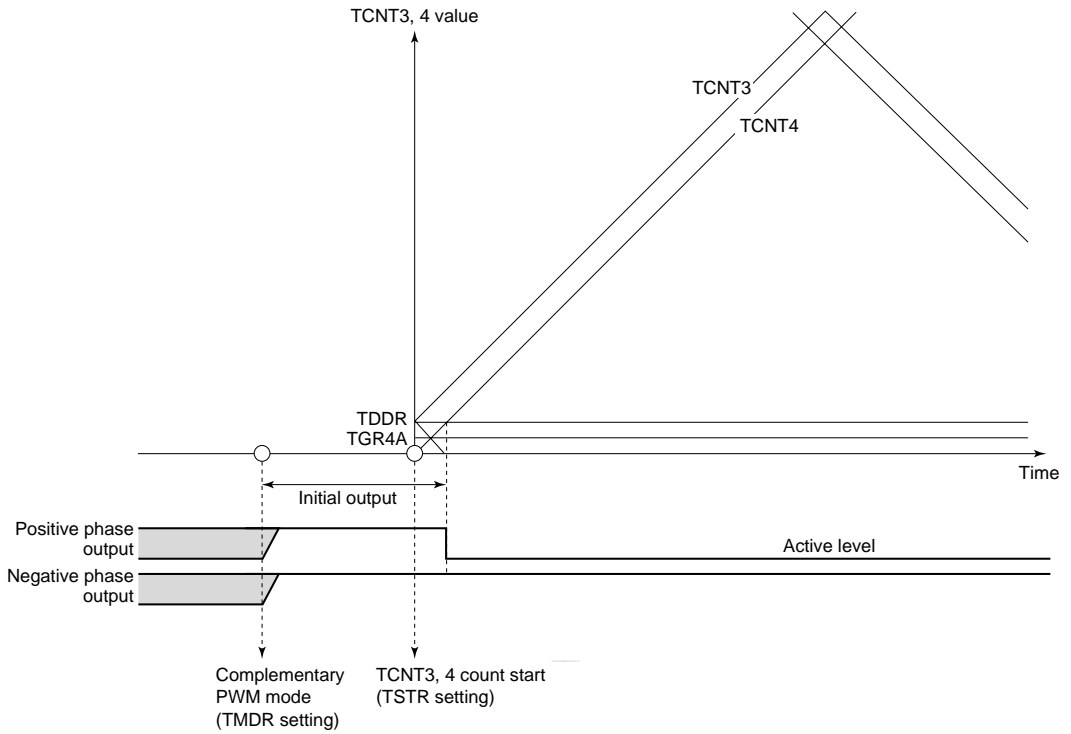 TCNT3, 4 value
TCNT3
TCNT4
TDDR
TGR4A
Time
Initial output
Positive phase
output
Active level
Negative phase
output
Complementary
PWM mode
(TMDR setting)
TCNT3, 4 count start
(TSTR setting)